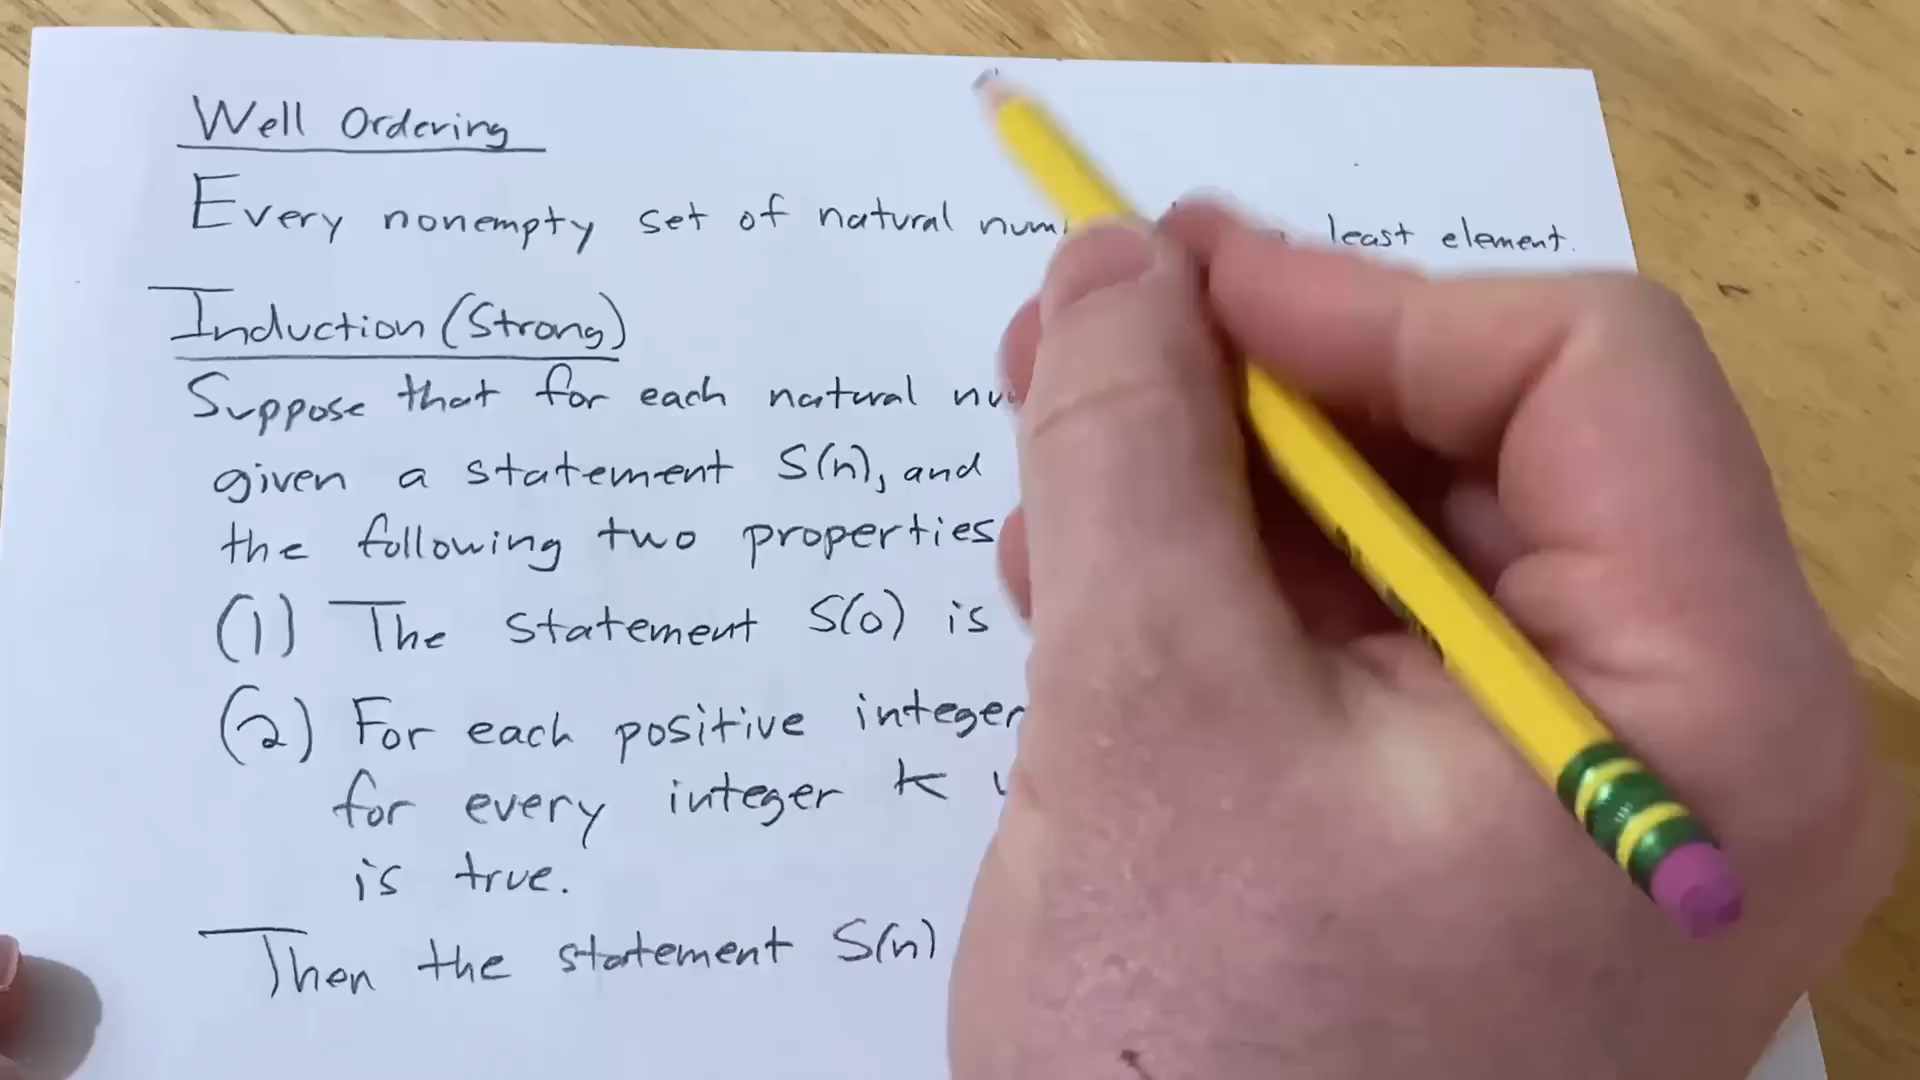 Well Ordering
Every nonempty set of natural least element.
Induction (Strong)
Suppose that for each natural
given a statement S(n), and
the following two properties
(1) The statement S(0) is
(2) For each positive integer
for every integer k
is true.
Then the statement S(n)